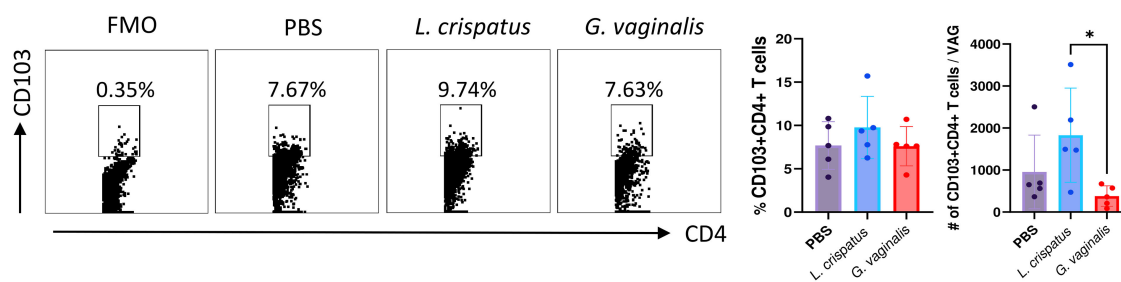 FMO
PBS
L. crispatus
G. vaginalis
CD103
0.35%
7.67%
9.74%
7.63%
CD4
% CD103+CD4+ T cells
20
15
10
5
0
PBS
L. crispatus
G. vaginalis
# of CD103+CD4+ T cells / VAG
4000
3000
2000
1000
0
*
PBS
L. crispatus
G. vaginalis